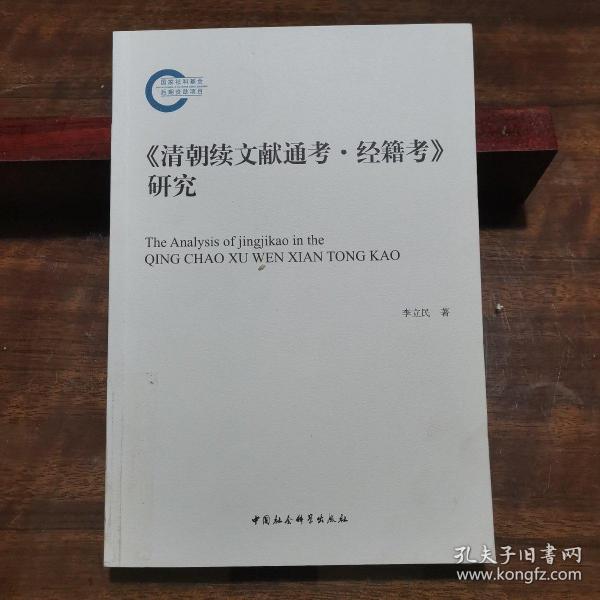 国家社科基金
后期资助项目
《清朝续文献通考·经籍考》
研究
The Analysis of jingjikao in the
QING CHAO XU WEN XIAN TONG KAO
李立民 著
中国社会科学出版社
孔夫子旧书网
www.kongfz.com